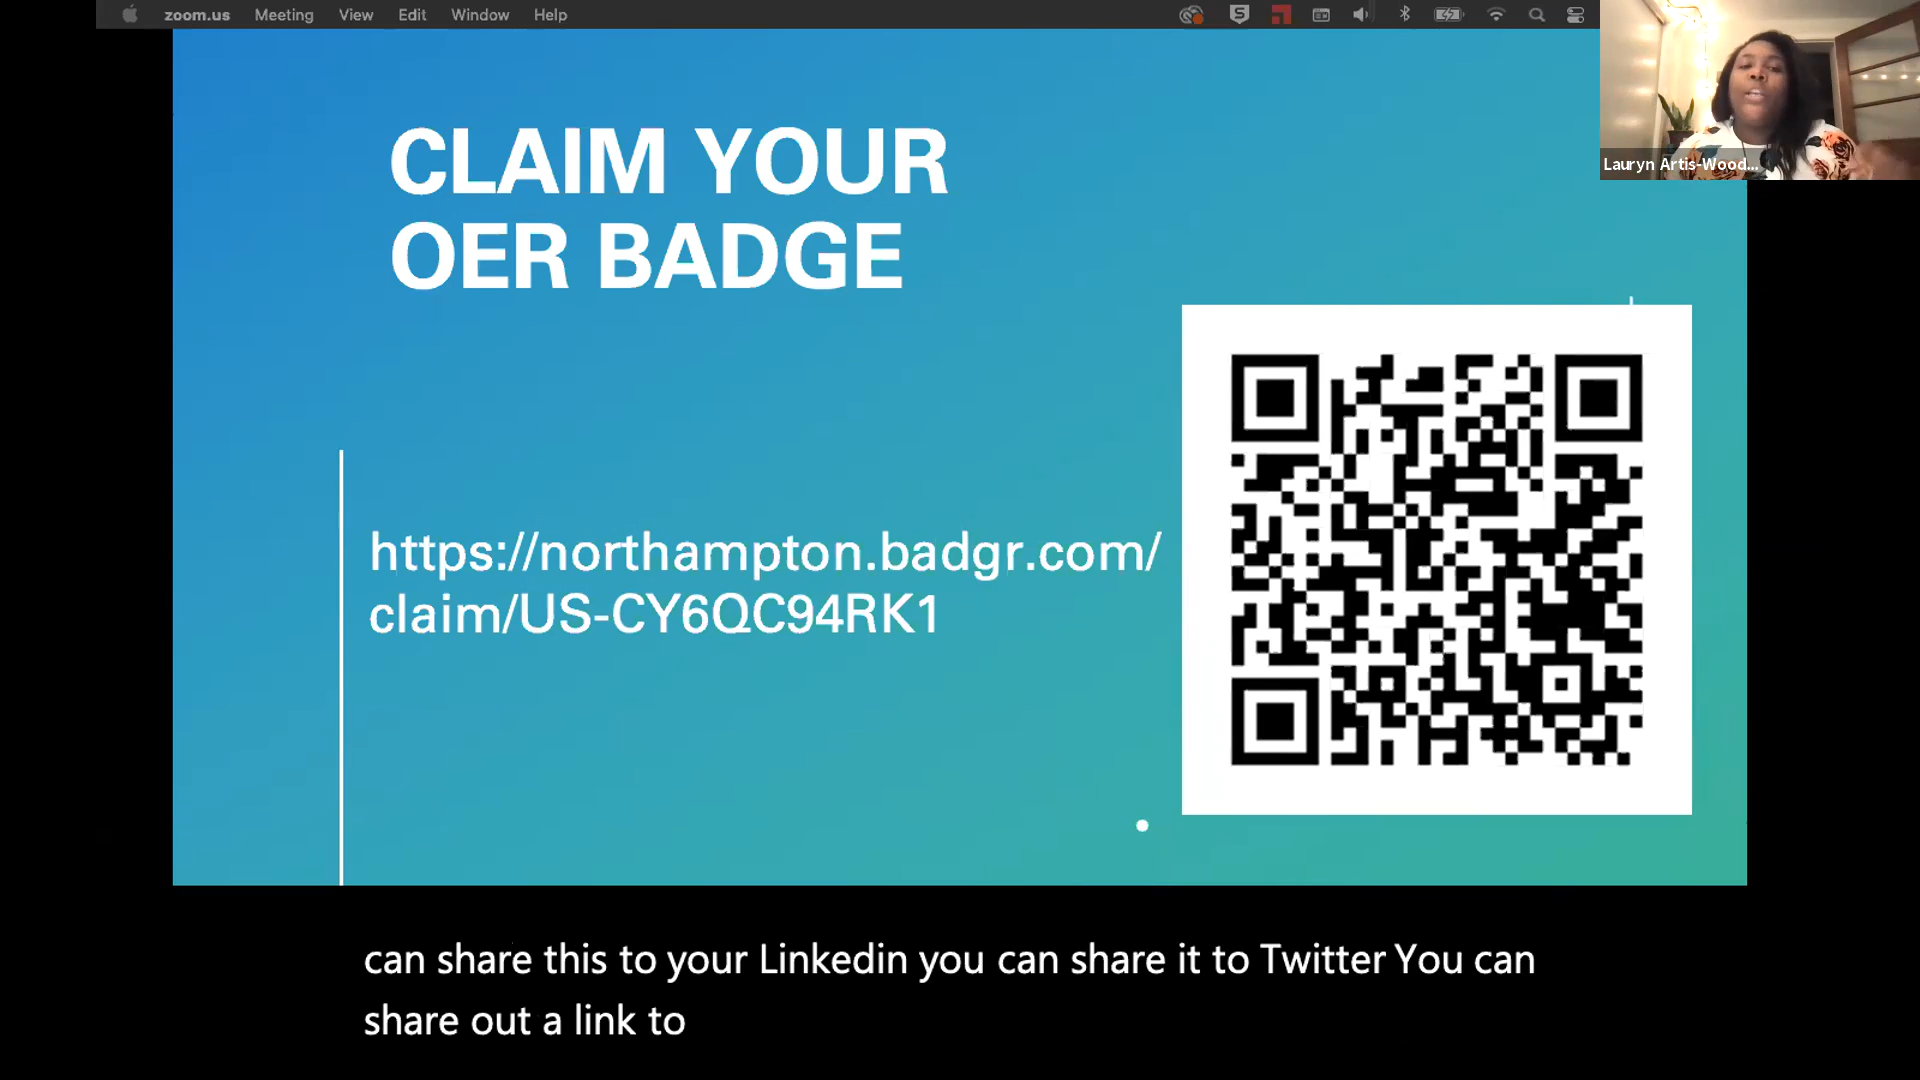 zoom.us Meeting View Edit Window Help
CLAIM YOUR
OER BADGE
Lauryn Artis-Wood...
https://northampton.badgr.com/
claim/US-CY6QC94RK1
can share this to your Linkedin you can share it to Twitter You can
share out a link to